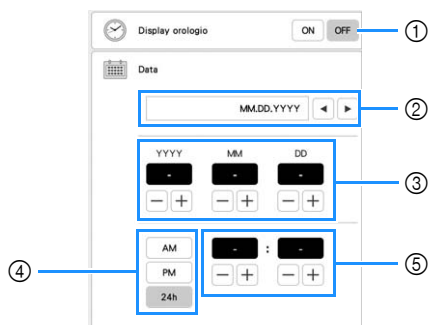 Display orologio ON OFF ①
Data
MM.DD.YYYY ◄ ► ②
YYYY MM DD
- - - ③
− + − + − +
AM - : -
④ PM − + − + ⑤
24h